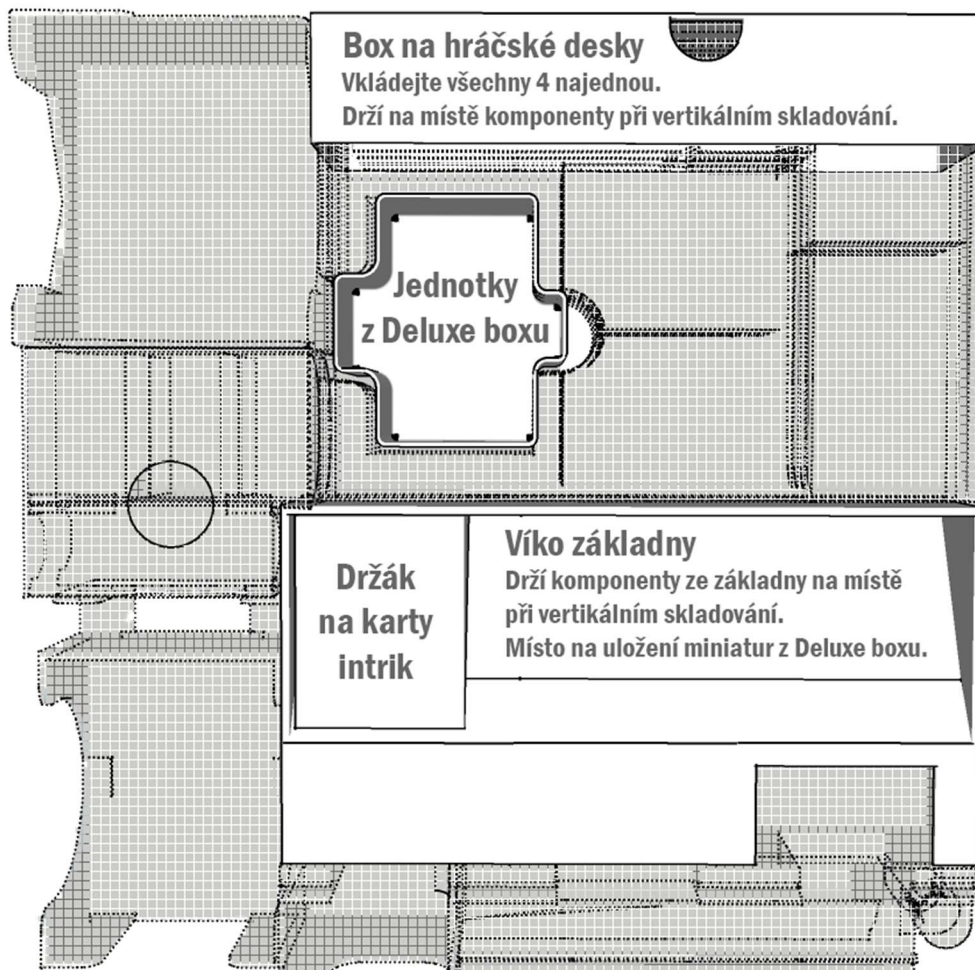 Box na hráčské desky
Vkládejte všechny 4 najednou.
Drží na místě komponenty při vertikálním skladování.
Jednotky
z Deluxe boxu
Držák
na karty
intrik
Víko základny
Drží komponenty ze základny na místě
při vertikálním skladování.
Místo na uložení miniatur z Deluxe boxu.